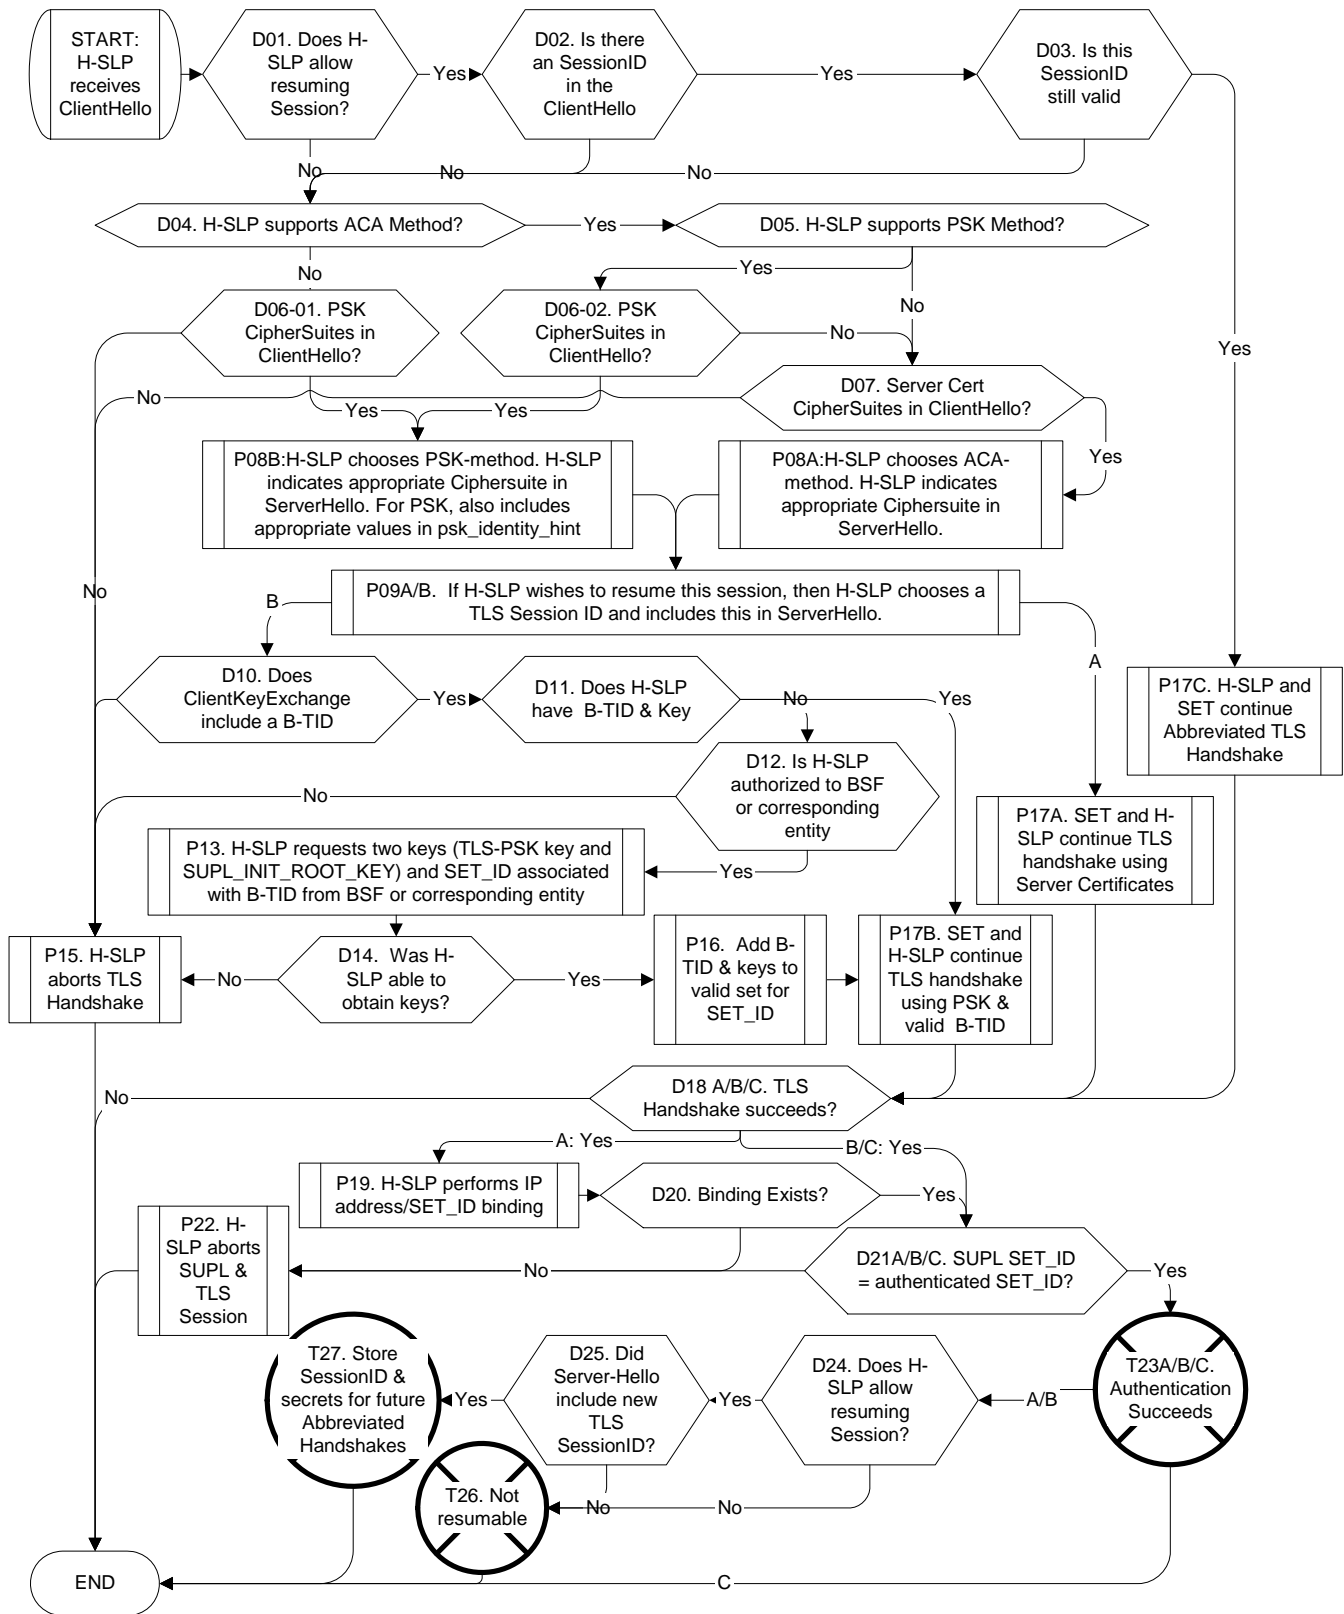 START:
H-SLP
receives
ClientHello
D01. Does H-
SLP allow
resuming
Session?
Yes
D02. Is there
an SessionID
in the
ClientHello
Yes
D03. Is this
SessionID
still valid
No
No
No
D04. H-SLP supports ACA Method?
Yes
D05. H-SLP supports PSK Method?
No
Yes
No
D06-01. PSK
CipherSuites in
ClientHello?
D06-02. PSK
CipherSuites in
ClientHello?
No
Yes
D07. Server Cert
CipherSuites in ClientHello?
No
Yes
Yes
Yes
P08B:H-SLP chooses PSK-method. H-SLP
indicates appropriate Ciphersuite in
ServerHello. For PSK, also includes
appropriate values in psk_identity_hint
P08A:H-SLP chooses ACA-
method. H-SLP indicates
appropriate Ciphersuite in
ServerHello.
No
P09A/B. If H-SLP wishes to resume this session, then H-SLP chooses a
TLS Session ID and includes this in ServerHello.
B
A
D10. Does
ClientKeyExchange
include a B-TID
Yes
D11. Does H-SLP
have B-TID & Key
No
Yes
P17C. H-SLP and
SET continue
Abbreviated TLS
Handshake
D12. Is H-SLP
authorized to BSF
or corresponding
entity
No
P17A. SET and H-
SLP continue TLS
handshake using
Server Certificates
P13. H-SLP requests two keys (TLS-PSK key and
SUPL_INIT_ROOT_KEY) and SET_ID associated
with B-TID from BSF or corresponding entity
Yes
P15. H-SLP
aborts TLS
Handshake
No
D14. Was H-
SLP able to
obtain keys?
Yes
P16. Add B-
TID & keys to
valid set for
SET_ID
P17B. SET and
H-SLP continue
TLS handshake
using PSK &
valid B-TID
No
D18 A/B/C. TLS
Handshake succeeds?
A: Yes
B/C: Yes
P19. H-SLP performs IP
address/SET_ID binding
D20. Binding Exists?
Yes
P22. H-
SLP aborts
SUPL &
TLS
Session
No
D21A/B/C. SUPL SET_ID
= authenticated SET_ID?
Yes
T27. Store
SessionID &
secrets for future
Abbreviated
Handshakes
Yes
D25. Did
Server-Hello
include new
TLS
SessionID?
Yes
D24. Does H-
SLP allow
resuming
Session?
A/B
T23A/B/C.
Authentication
Succeeds
T26. Not
resumable
No
No
END
C